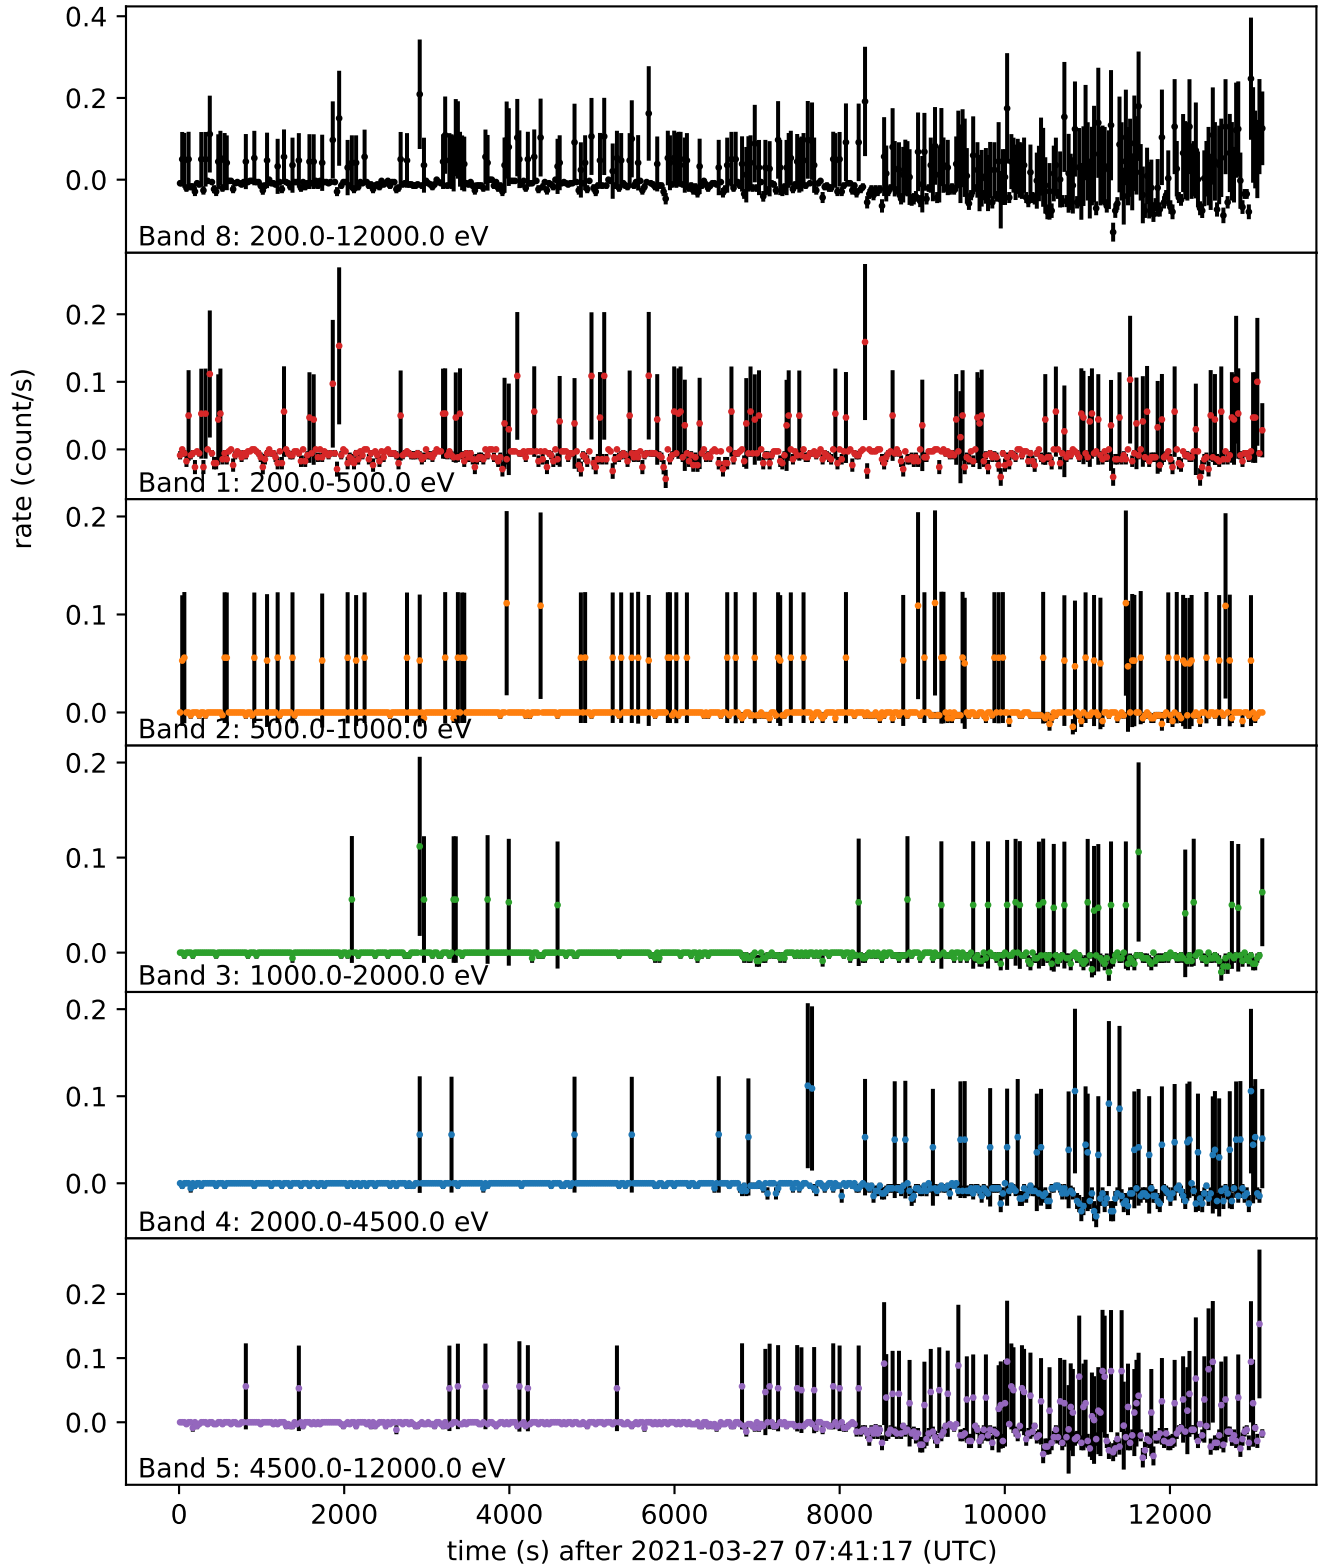 0.4
0.2
0.0
Band 8: 200.0-12000.0 eV
0.2
0.1
0.0
Band 1: 200.0-500.0 eV
rate (count/s)
0.2
0.1
0.0
Band 2: 500.0-1000.0 eV
0.2
0.1
0.0
Band 3: 1000.0-2000.0 eV
0.2
0.1
0.0
Band 4: 2000.0-4500.0 eV
0.2
0.1
0.0
Band 5: 4500.0-12000.0 eV
0 2000 4000 6000 8000 10000 12000
time (s) after 2021-03-27 07:41:17 (UTC)